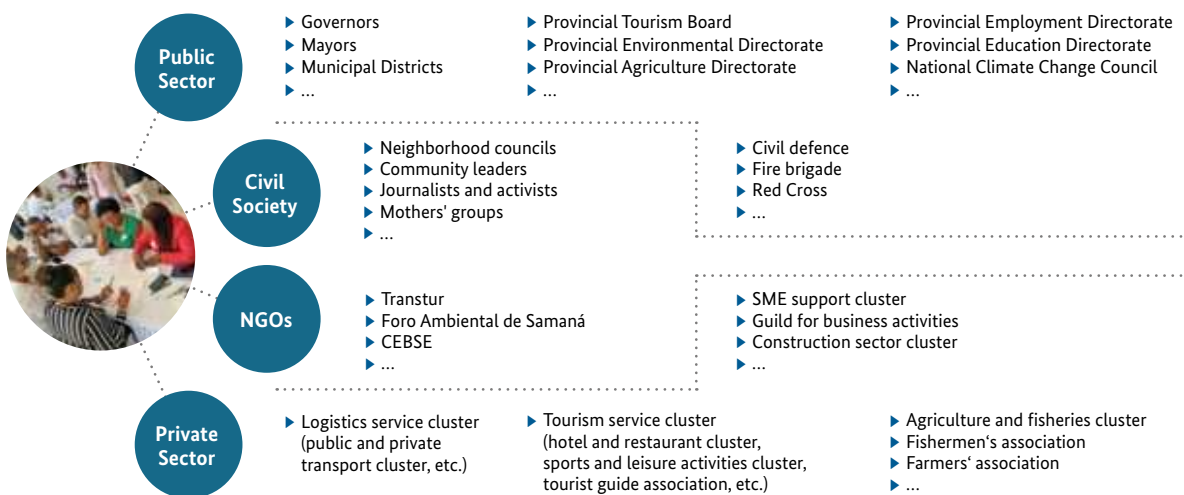 Public
Sector
▶ Governors
▶ Mayors
▶ Municipal Districts
▶ ...
▶ Provincial Tourism Board
▶ Provincial Environmental Directorate
▶ Provincial Agriculture Directorate
▶ ...
▶ Provincial Employment Directorate
▶ Provincial Education Directorate
▶ National Climate Change Council
▶ ...
▶ Civil defence
▶ Fire brigade
▶ Red Cross
▶ ...
Civil
Society
▶ Neighborhood councils
▶ Community leaders
▶ Journalists and activists
▶ Mothers' groups
▶ ...
NGOs
▶ Transtur
▶ Foro Ambiental de Samaná
▶ CEBSE
▶ ...
Private
Sector
▶ SME support cluster
▶ Guild for business activities
▶ Construction sector cluster
▶ ...
▶ Logistics service cluster
(public and private
transport cluster, etc.)
▶ Tourism service cluster
(hotel and restaurant cluster,
sports and leisure activities cluster,
tourist guide association, etc.)
▶ Agriculture and fisheries cluster
▶ Fishermen‘s association
▶ Farmers‘ association
▶ ...